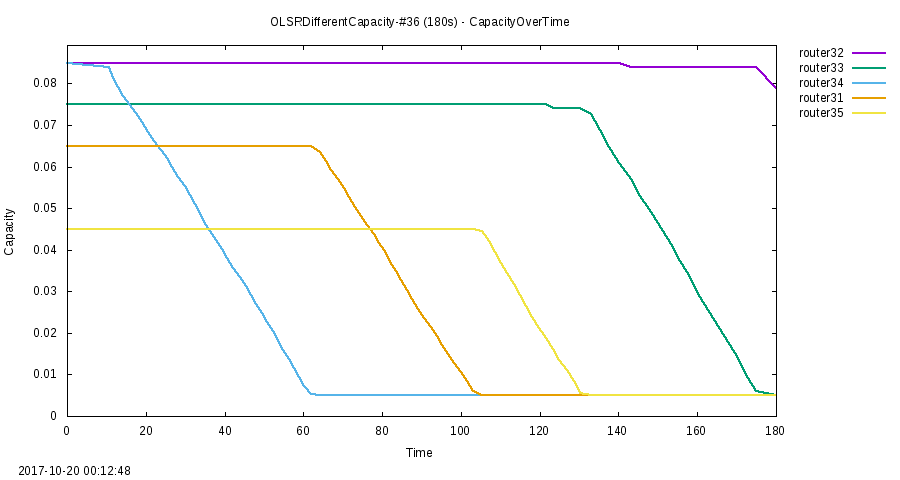 OLSRDifferentCapacity-#36 (180s) - CapacityOverTime
router32
router33
router34
router31
router35
0.08
0.07
0.06
0.05
0.04
0.03
0.02
0.01
0
Capacity
0 20 40 60 80 100 120 140 160 180
Time
2017-10-20 00:12:48